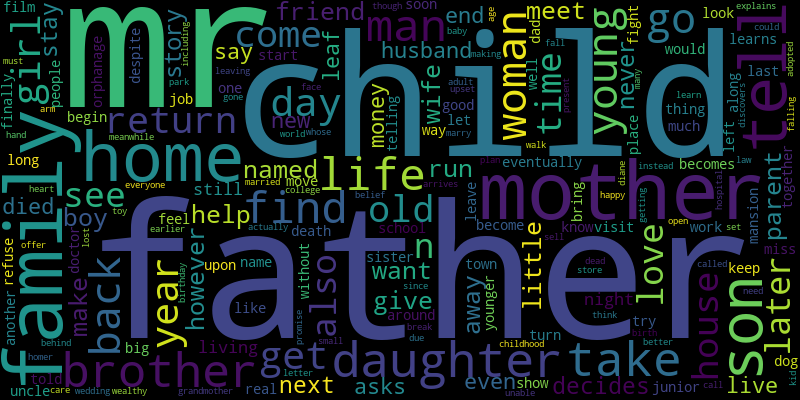 film
though
soon
age
friend
meet
dad
fight
look
explains
mr
man
end
young
go
tell
girl
stay
story
despite
including
come
say
leaf
woman
well
never
would
could
must
people
orphanage
park
husband
baby
making
fall
learns
adopted
job
one
start
day
child
wife
time
last
finally
begin
leaving
gone
adult
upset
good
thing
along
discovers
arm
return
new
money
telling
let
way
place
much
left
falling
hand
meanwhile
world
whose
face
marry
present
many
learn
long
home
life
walk
eventually
plan
diane
instead
law
together
family
heart
everyone
named
married
move
college
run
arrives
belief
becomes
hospital
see
toy
still
mother
happy
getting
mansion
parent
died
boy
help
find
old
leave
bring
become
know
visit
open
work
set
miss
offer
earlier
feel
actually
death
school
father
son
refuse
doctor
lost
however
upon
name
sister
n
town
dead
called
keep
later
another
back
make
year
birthday
also
without
want
since
away
younger
little
love
store
sell
think
night
need
house
behind
like
promise
around
give
break
try
birth
better
homer
big
small
due
turn
childhood
kid
dog
told
brother
living
get
daughter
take
uncle
care
wedding
wealthy
grandmother
real
letter
next
asks
even
show
unable
decides
junior
call
live